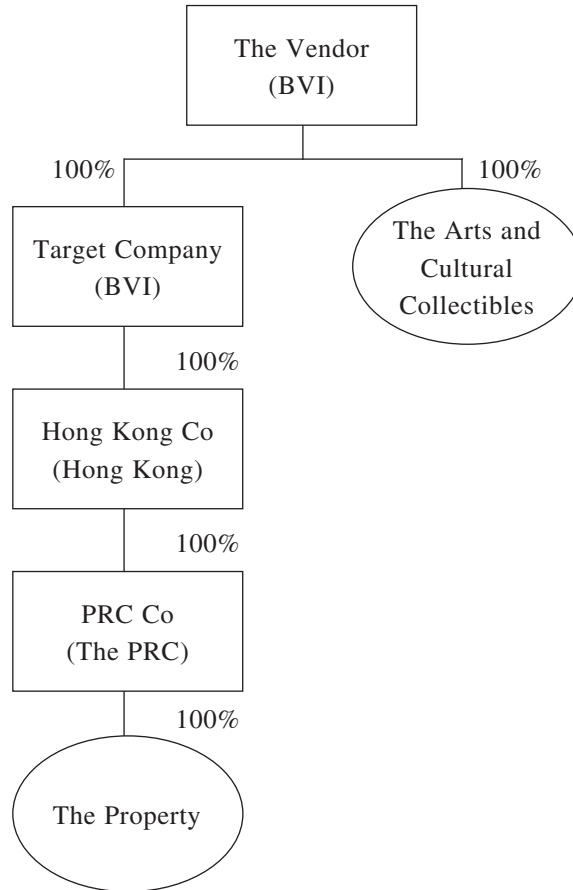 The Vendor
(BVI)
100%
100%
Target Company
(BVI)
The Arts and
Cultural
Collectibles
100%
Hong Kong Co
(Hong Kong)
100%
PRC Co
(The PRC)
100%
The Property